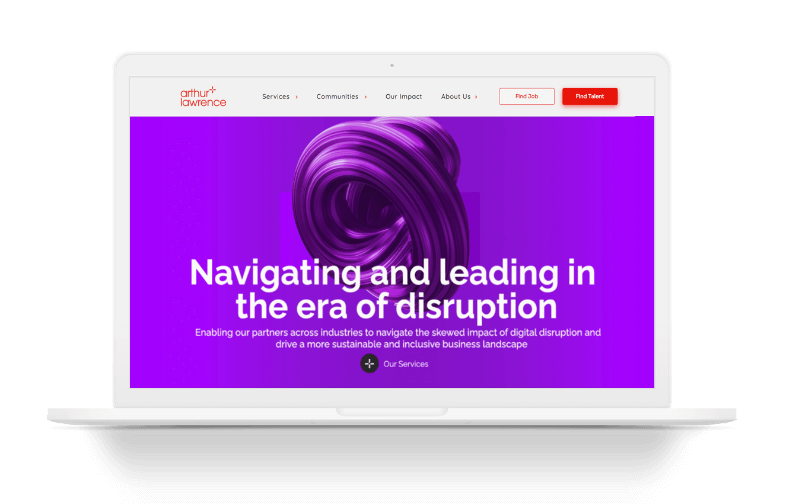 arthur
lawrence
Services
Communities
Our Impact
About Us
Find Job
Find Talent
Navigating and leading in
the era of disruption
Enabling our partners across industries to navigate the skewed impact of digital disruption and
drive a more sustainable and inclusive business landscape
Our Services